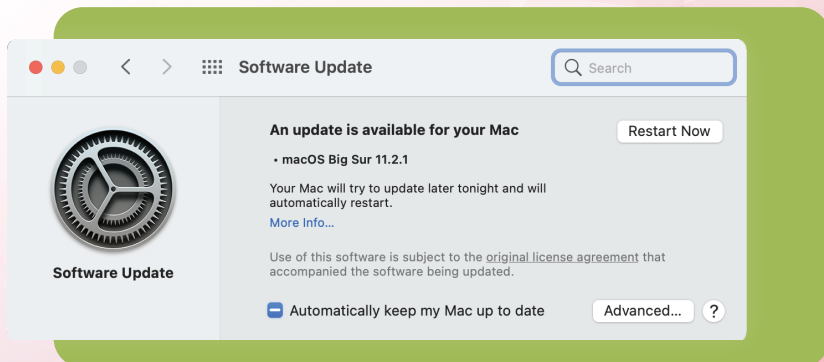 Software Update
Search
An update is available for your Mac
Restart Now
• macOS Big Sur 11.2.1
Your Mac will try to update later tonight and will
automatically restart.
More Info...
Use of this software is subject to the original license agreement that
accompanied the software being updated.
Software Update
Automatically keep my Mac up to date
Advanced...
?